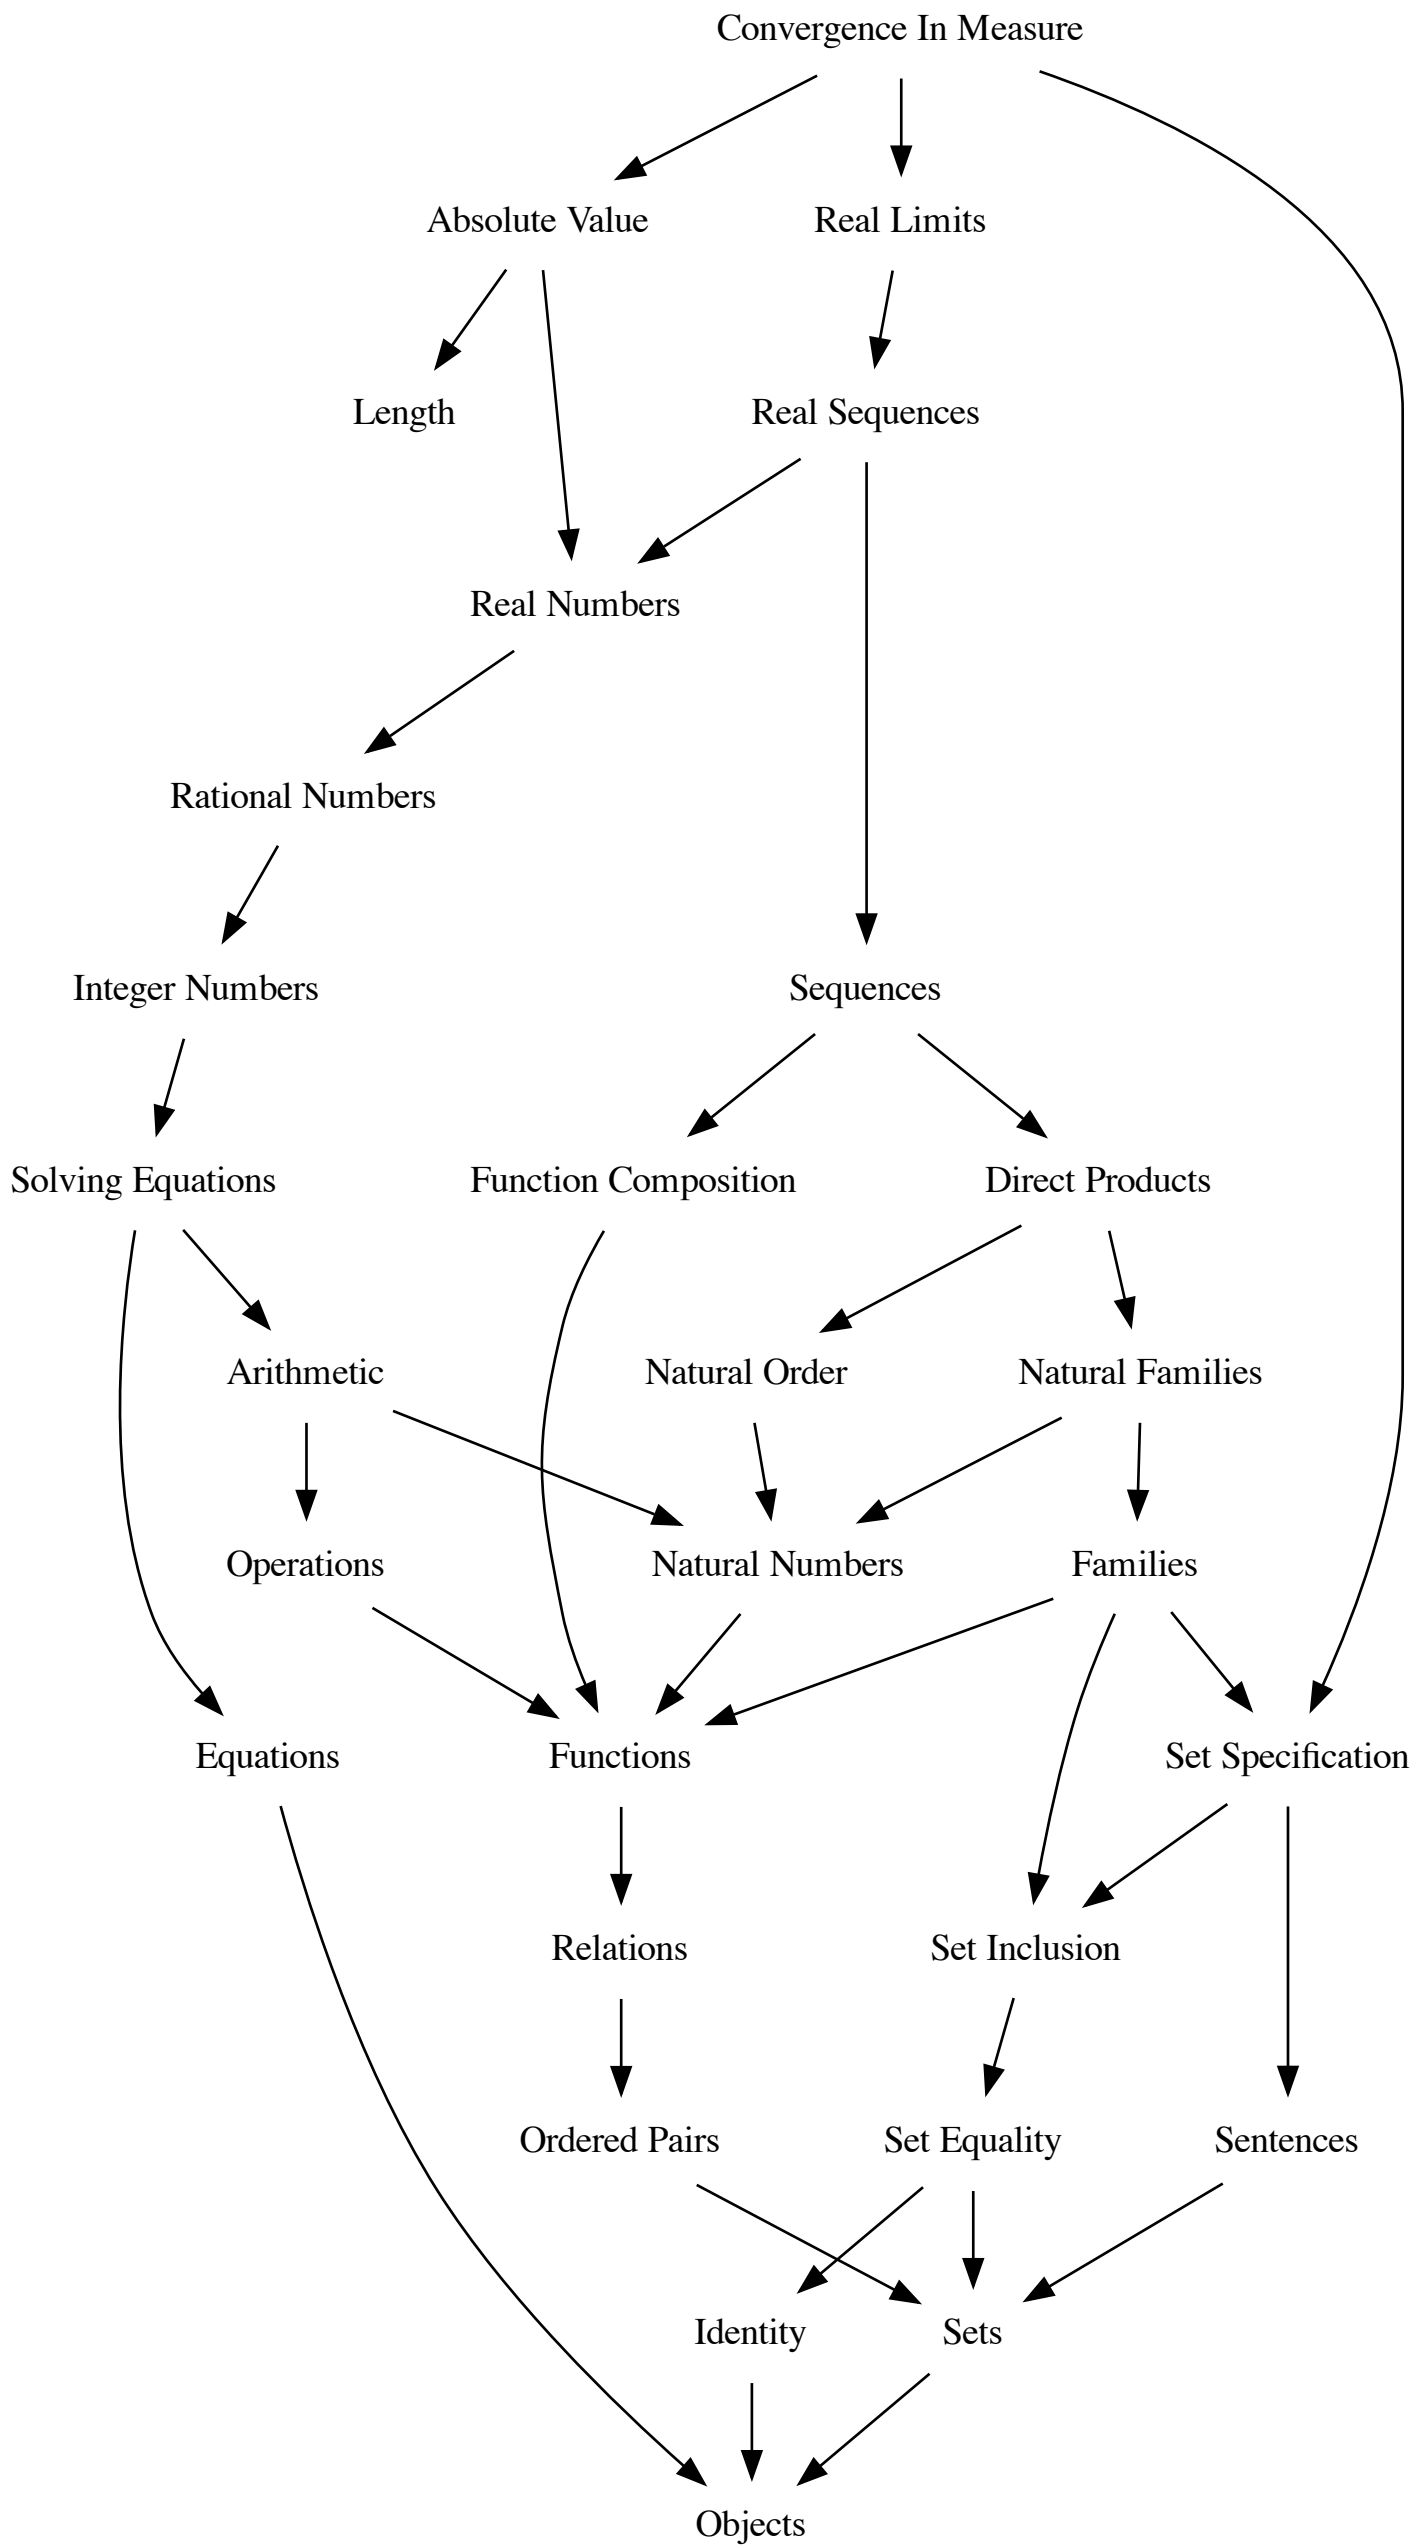 Convergence In Measure
Absolute Value
Real Limits
Length
Real Sequences
Real Numbers
Rational Numbers
Integer Numbers
Sequences
Solving Equations
Function Composition
Direct Products
Arithmetic
Natural Order
Natural Families
Operations
Natural Numbers
Families
Equations
Functions
Set Specification
Relations
Set Inclusion
Ordered Pairs
Set Equality
Sentences
Identity
Sets
Objects